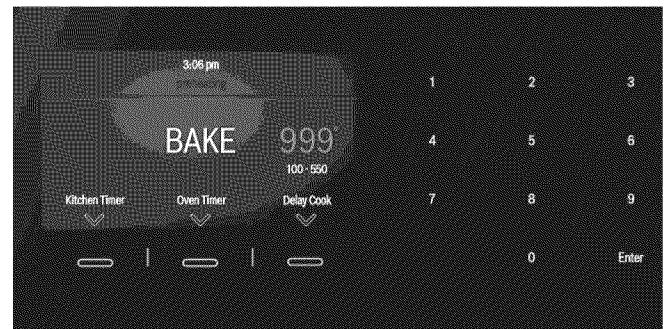 3:06 pm
preheating
BAKE 999°
100 - 550
Kitchen Timer Oven Timer Delay Cook
1 2 3
4 5 6
7 8 9
0 Enter